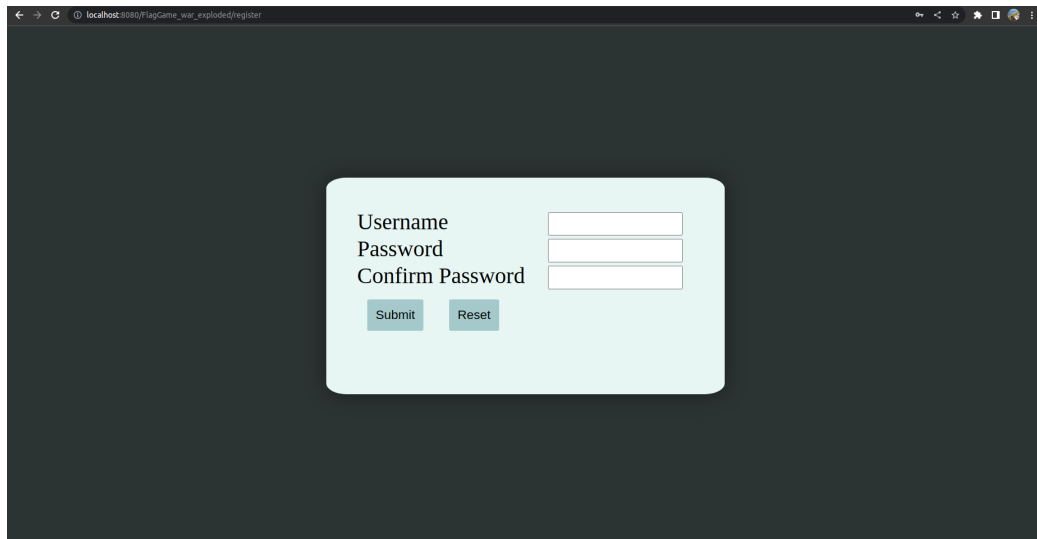 localhost:8080/FlagGame_war_exploded/register
Username
Password
Confirm Password
Submit Reset